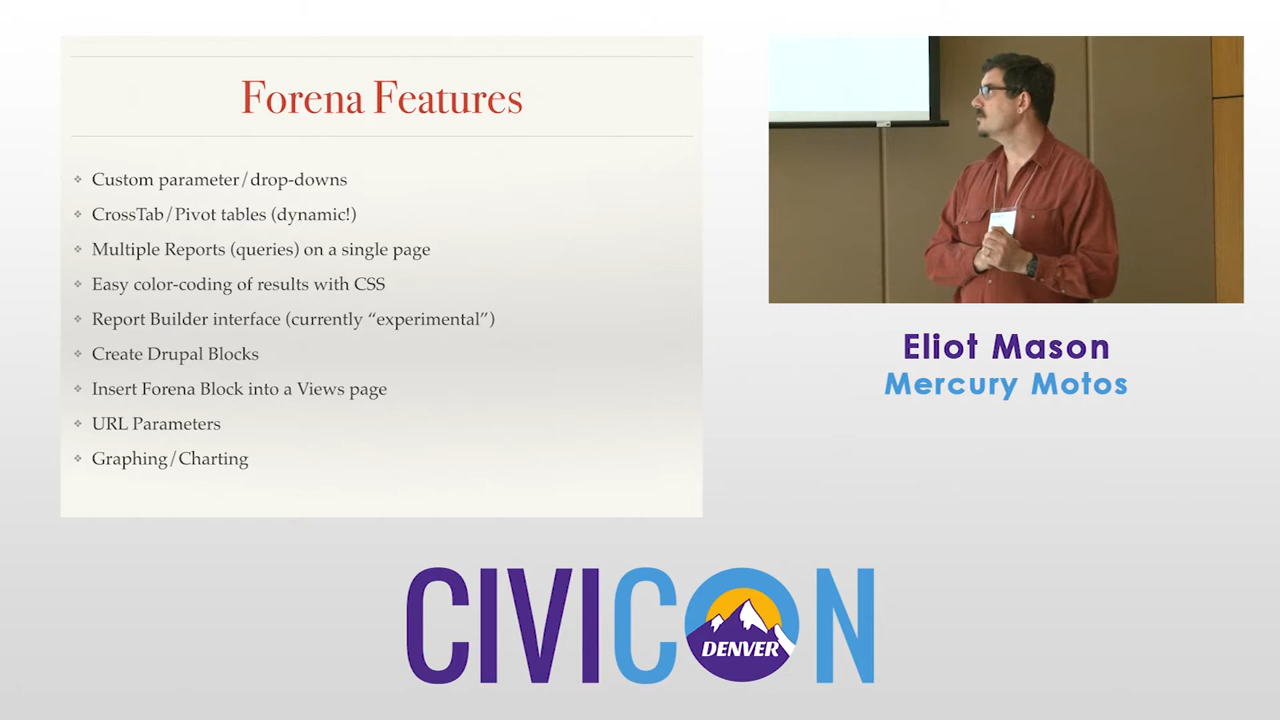 Forena Features
Custom parameter/drop-downs
CrossTab/Pivot tables (dynamic!)
Multiple Reports (queries) on a single page
Easy color-coding of results with CSS
Report Builder interface (currently “experimental”)
Create Drupal Blocks
Insert Forena Block into a Views page
URL Parameters
Graphing/Charting
Eliot Mason
Mercury Motos
CIVICON
DENVER